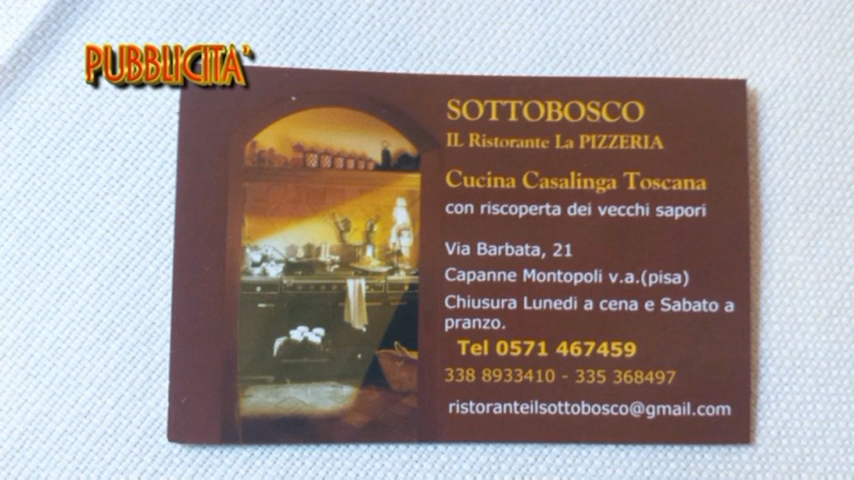 PUBBLICITA'
SOTTOBOSCO
IL Ristorante La PIZZERIA
Cucina Casalinga Toscana
con riscoperta dei vecchi sapori
Via Barbata, 21
Capanne Montopoli v.a.(pisa)
Chiusura Lunedi a cena e Sabato a
pranzo.
Tel 0571 467459
338 8933410 - 335 368497
ristoranteilsottobosco@gmail.com